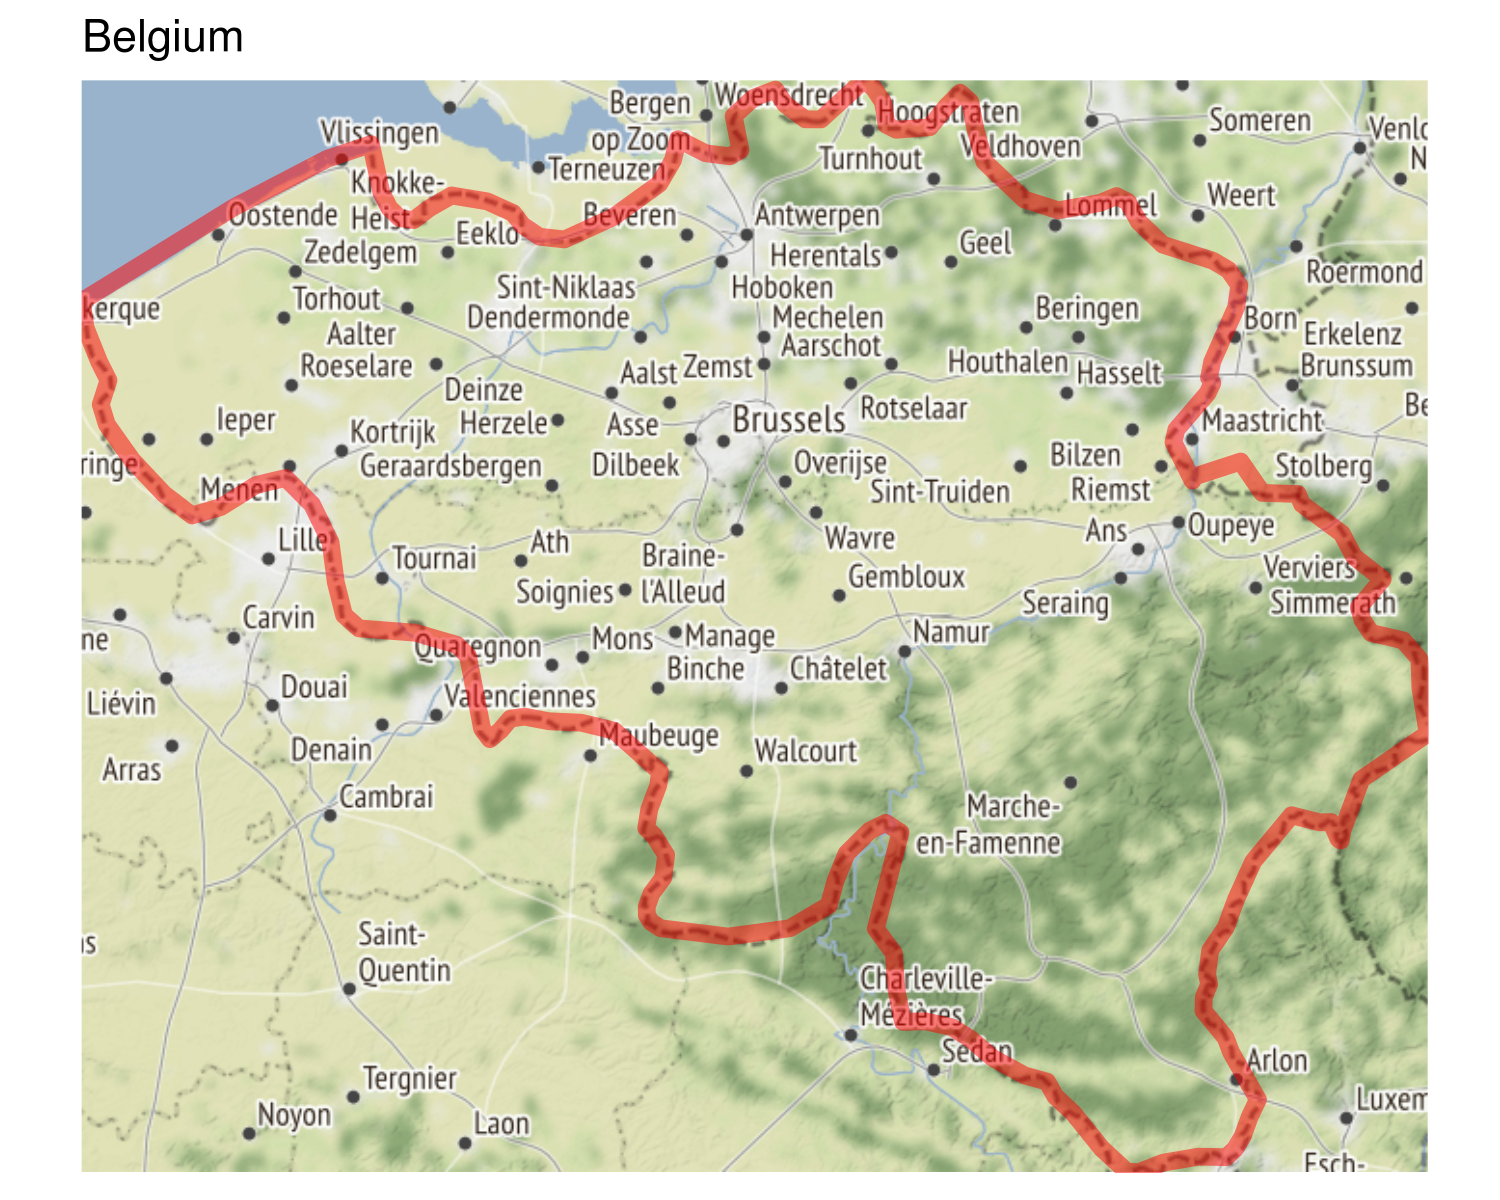 Belgium
Woensdrecht
Bergen
op Zoom
Hoogstraten
Someren
Venlo
N
Vlissingen
Terneuzen
Turnhout
Veldhoven
Knokke-
Heist
Oostende
Zedelgem
Eeklo
Beveren
Antwerpen
Lommel
Weert
Geel
Herentals
Roermond
kerque
Torhout
Sint-Niklaas
Hoboken
Dendermonde
Mechelen
Beringen
Born
Erkelenz
Aalter
Roeselare
Aarschot
Zemst
Aalst
Houthalen
Hasselt
Brunssum
Deinze
Herzele
Asse
Brussels
Rotselaar
Maastricht
Be
Ieper
Kortrijk
Geraardsbergen
Dilbeek
Overijse
Sint-Truiden
Bilzen
Riemst
Stolberg
ringe
Menen
Lille
Tournai
Ath
Braine-
l'Alleud
Wavre
Ans
Oupeye
Soignies
Gembloux
Seraing
Verviers
Simmerath
Carvin
ne
Quaregnon
Mons
Manage
Namur
Binche
Châtelet
Liévin
Douai
Valenciennes
Arras
Denain
Maubeuge
Walcourt
Cambrai
Marche-
en-Famenne
Saint-
Quentin
Charleville-
Mézières
Sedan
Arlon
Tergnier
Noyon
Laon
Luxem
Esch-